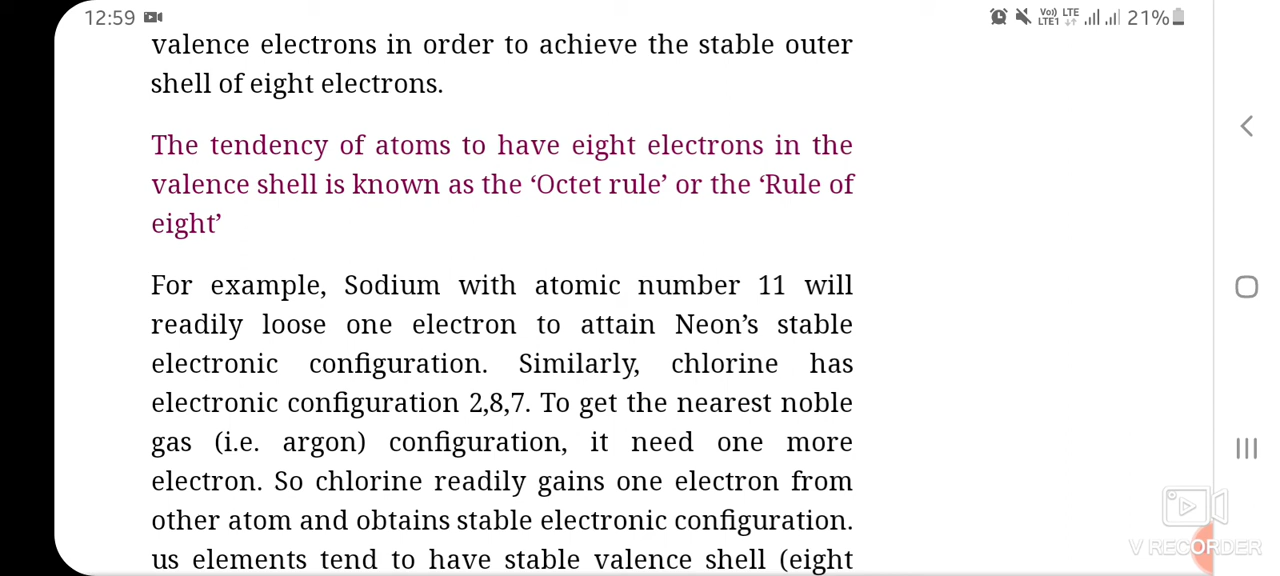 12:59
Vo)) LTE
LTE1
21%
valence electrons in order to achieve the stable outer
shell of eight electrons.
The tendency of atoms to have eight electrons in the
valence shell is known as the ‘Octet rule’ or the ‘Rule of
eight’
For example, Sodium with atomic number 11 will
readily loose one electron to attain Neon’s stable
electronic configuration. Similarly, chlorine has
electronic configuration 2,8,7. To get the nearest noble
gas (i.e. argon) configuration, it need one more
electron. So chlorine readily gains one electron from
other atom and obtains stable electronic configuration.
us elements tend to have stable valence shell (eight
V RECORDER